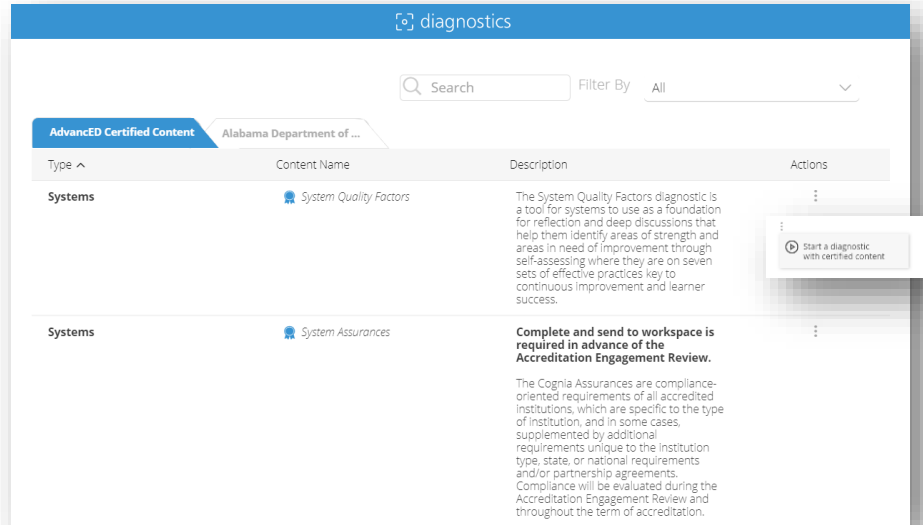 diagnostics
Search
Filter By
All
AdvancED Certified Content
Alabama Department of ...
Type
Content Name
Description
Actions
Systems
System Quality Factors
The System Quality Factors diagnostic is
a tool for systems to use as a foundation
for reflection and deep discussions that
help them identify areas of strength and
areas in need of improvement through
self-assessing where they are on seven
sets of effective practices key to
continuous improvement and learner
success.
Start a diagnostic
with certified content
Systems
System Assurances
Complete and send to workspace is
required in advance of the
Accreditation Engagement Review.
The Cognia Assurances are compliance-
oriented requirements of all accredited
institutions, which are specific to the type
of institution, and in some cases,
supplemented by additional
requirements unique to the institution
type, state, or national requirements
and/or partnership agreements.
Compliance will be evaluated during the
Accreditation Engagement Review and
throughout the term of accreditation.